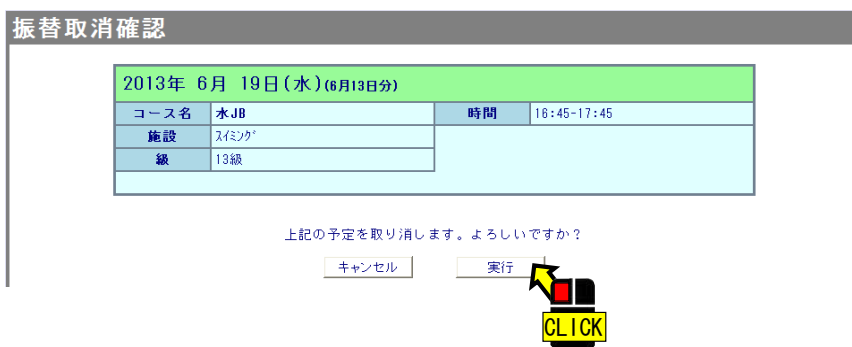 振替取消確認
2013年 6月 19日(水)(6月13日分)
コース名 水JB 時間 16:45-17:45
施設 ｽｲﾐﾝｸﾞ
級 13級
上記の予定を取り消します。よろしいですか？
キャンセル 実行
CLICK